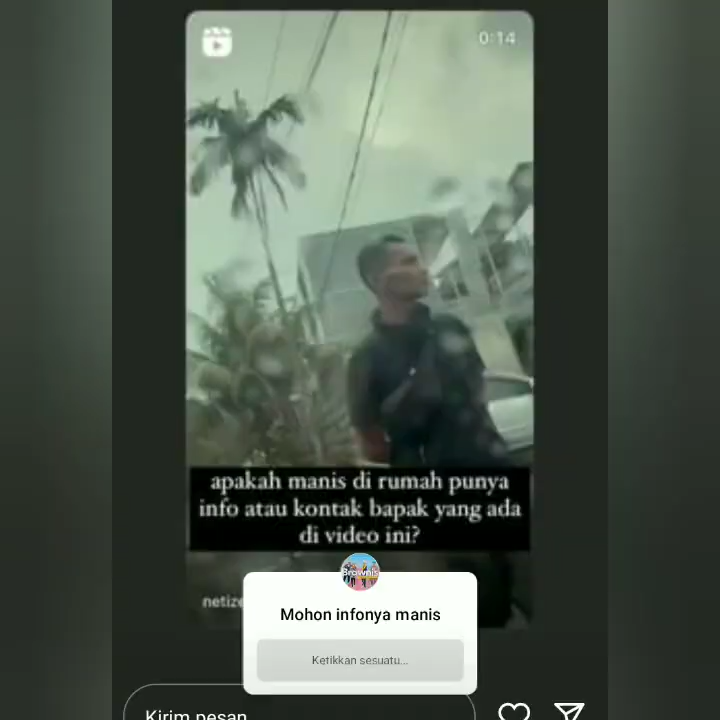 0:14
apakah manis di rumah punya
info atau kontak bapak yang ada
di video ini?
Brownis
netize
Mohon infonya manis
Ketikkan sesuatu...
Kirim pesan